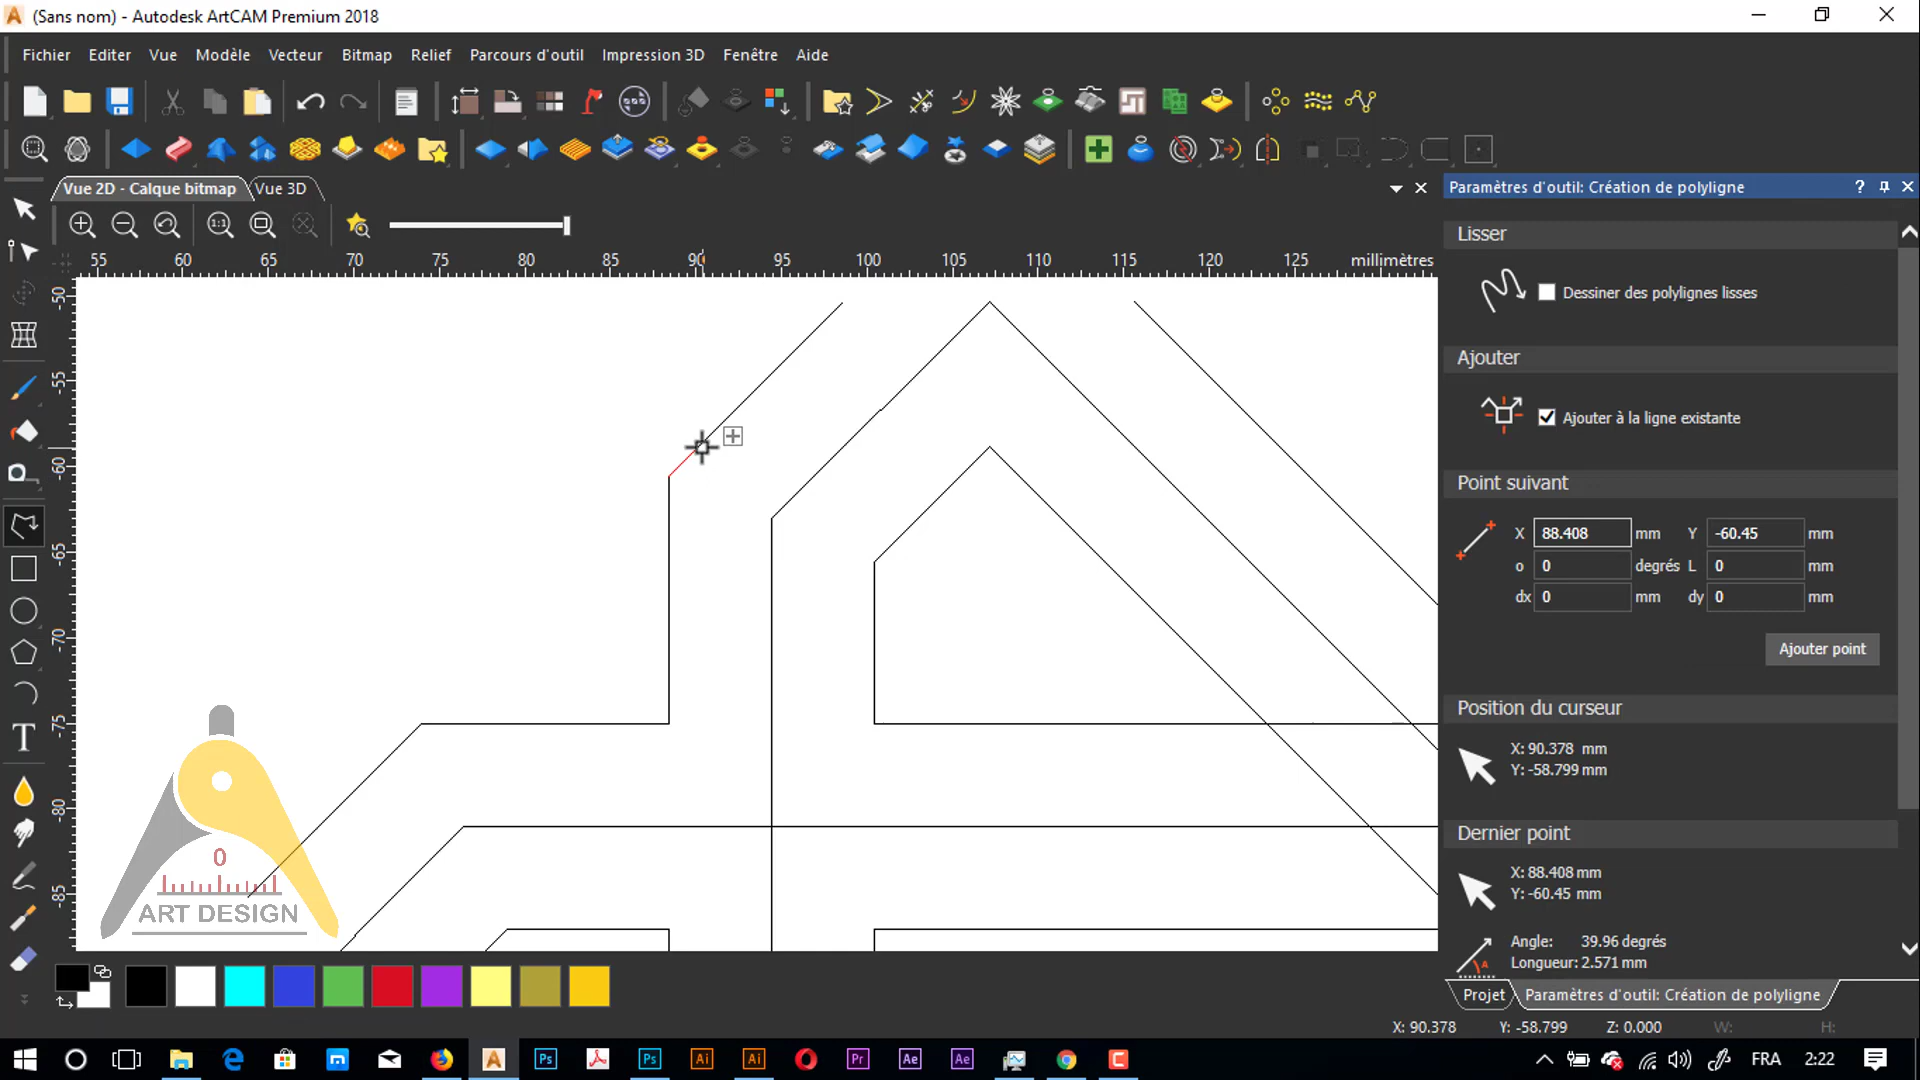 (Sans nom) - Autodesk ArtCAM Premium 2018
Fichier Editer Vue Modèle Vecteur Bitmap Relief Parcours d'outil Impression 3D Fenêtre Aide
Vue 2D - Calque bitmap Vue 3D
Paramètres d'outil: Création de polyligne
1:1
55 60 65 70 75 80 85 90 95 100 105 110 115 120 125 millimètres
-50
-55
-60
-65
-70
-75
-80
-85
Lisser
Dessiner des polylignes lisses
Ajouter
Ajouter à la ligne existante
Point suivant
X 88.408 mm Y -60.45 mm
o 0 degrés L 0 mm
dx 0 mm dy 0 mm
Ajouter point
Position du curseur
X: 90.378 mm
Y: -58.799 mm
Dernier point
X: 88.408 mm
Y: -60.45 mm
Angle: 39.96 degrés
Longueur: 2.571 mm
Projet Paramètres d'outil: Création de polyligne
0
ART DESIGN
X: 90.378 Y: -58.799 Z: 0.000 W: H:
FRA 2:22